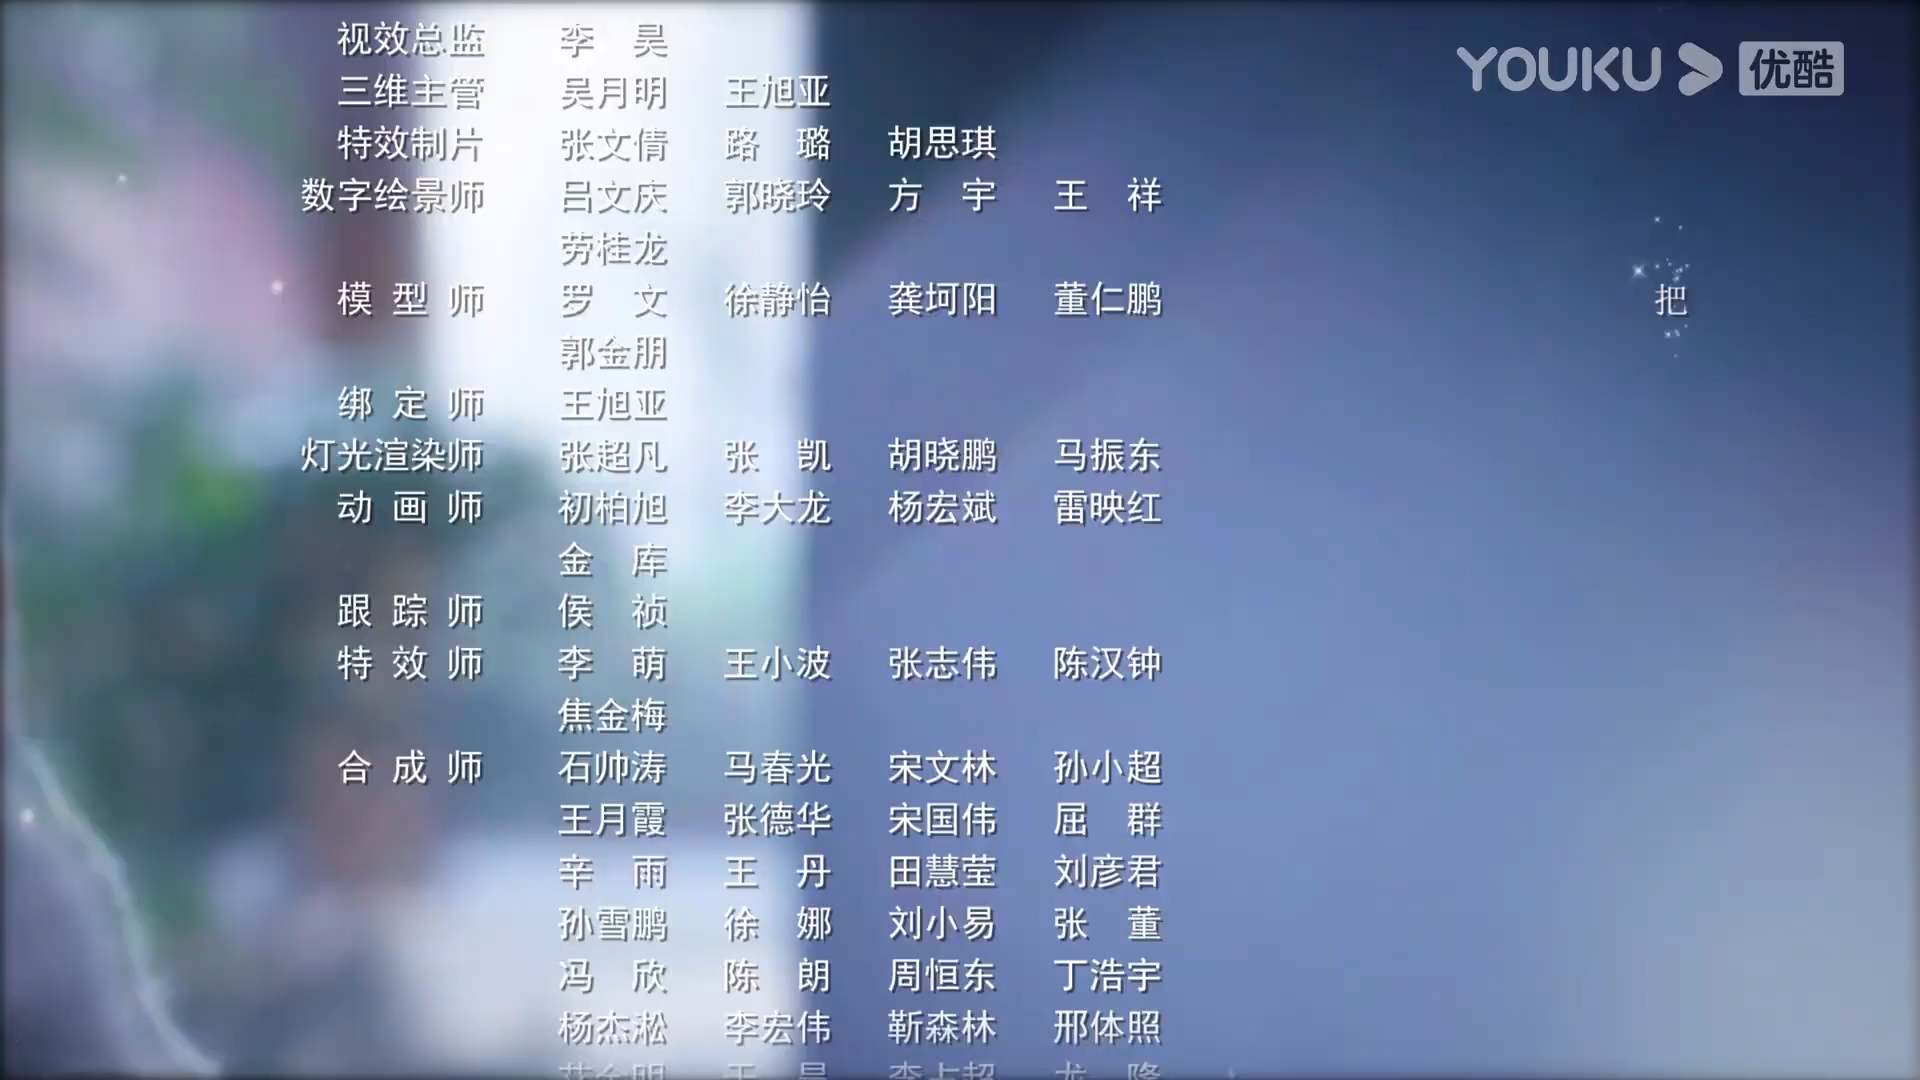 视效总监 李 昊
YOUKU 优酷
三维主管 吴月明 王旭亚
特效制片 张文倩 路 璐 胡思琪
数字绘景师 吕文庆 郭晓玲 方 宇 王 祥
劳桂龙
模 型 师 罗 文 徐静怡 龚坷阳 董仁鹏
把
郭金朋
绑 定 师 王旭亚
灯光渲染师 张超凡 张 凯 胡晓鹏 马振东
动 画 师 初柏旭 李大龙 杨宏斌 雷映红
金 库
跟 踪 师 侯 祯
特 效 师 李 萌 王小波 张志伟 陈汉钟
焦金梅
合 成 师 石帅涛 马春光 宋文林 孙小超
王月霞 张德华 宋国伟 屈 群
辛 雨 王 丹 田慧莹 刘彦君
孙雪鹏 徐 娜 刘小易 张 董
冯 欣 陈 朗 周恒东 丁浩宇
杨杰淞 李宏伟 靳森林 邢体照